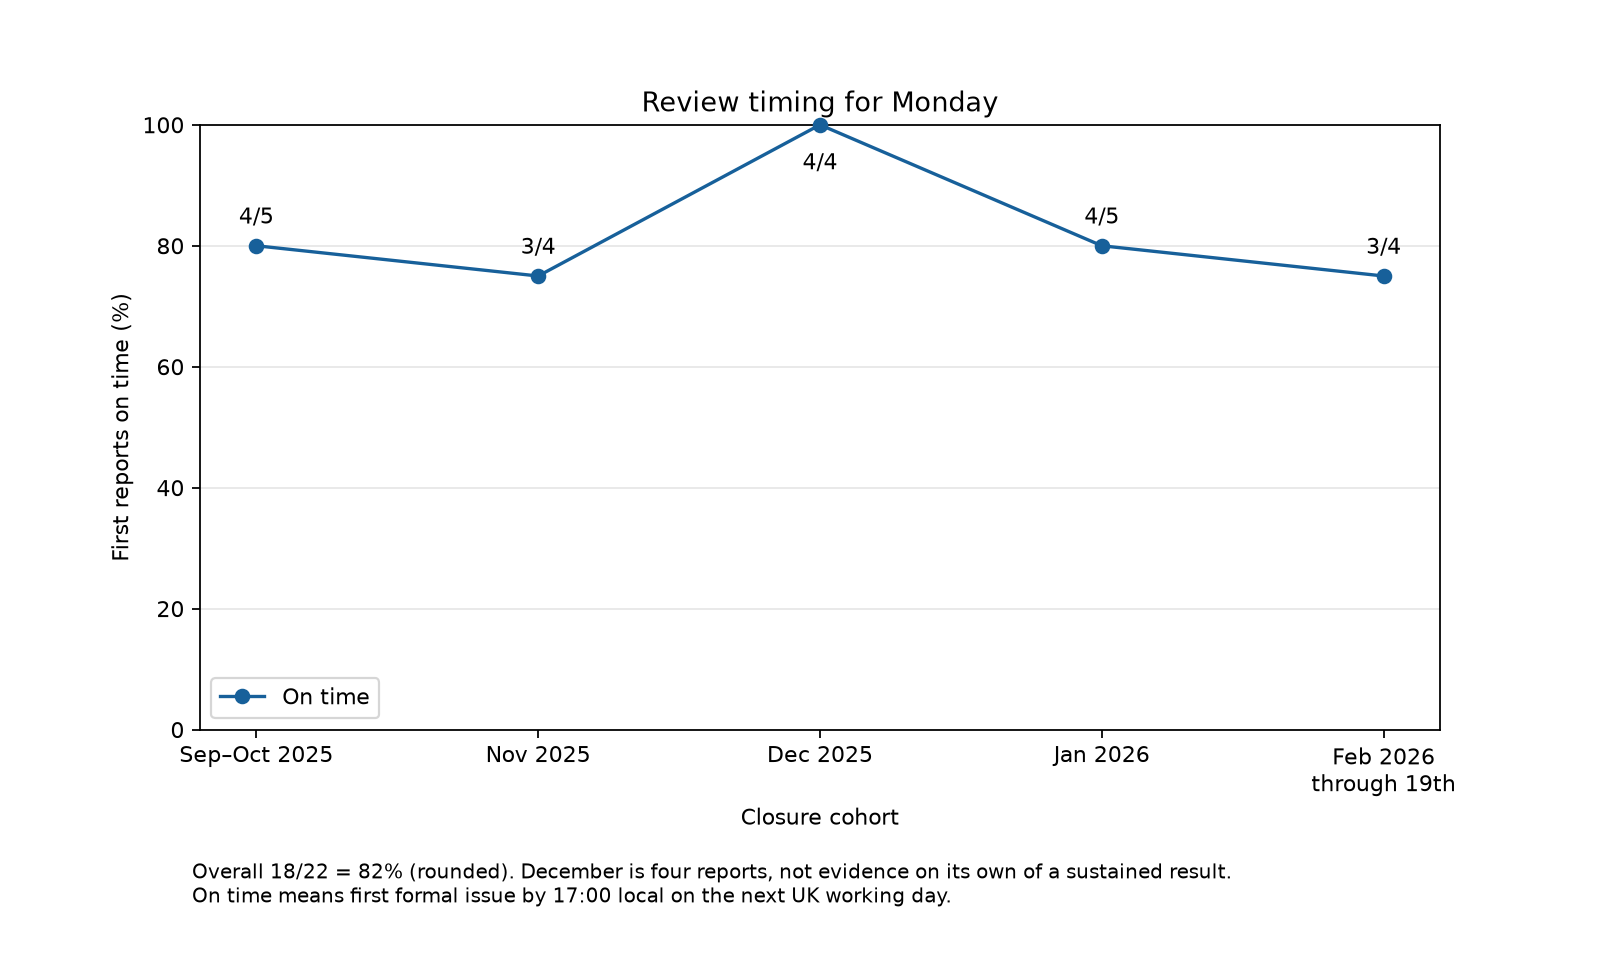 Review timing for Monday
First reports on time (%)
100
80
60
40
20
0
4/5
3/4
4/4
4/5
3/4
On time
Sep–Oct 2025
Nov 2025
Dec 2025
Jan 2026
Feb 2026
through 19th
Closure cohort
Overall 18/22 = 82% (rounded). December is four reports, not evidence on its own of a sustained result.
On time means first formal issue by 17:00 local on the next UK working day.